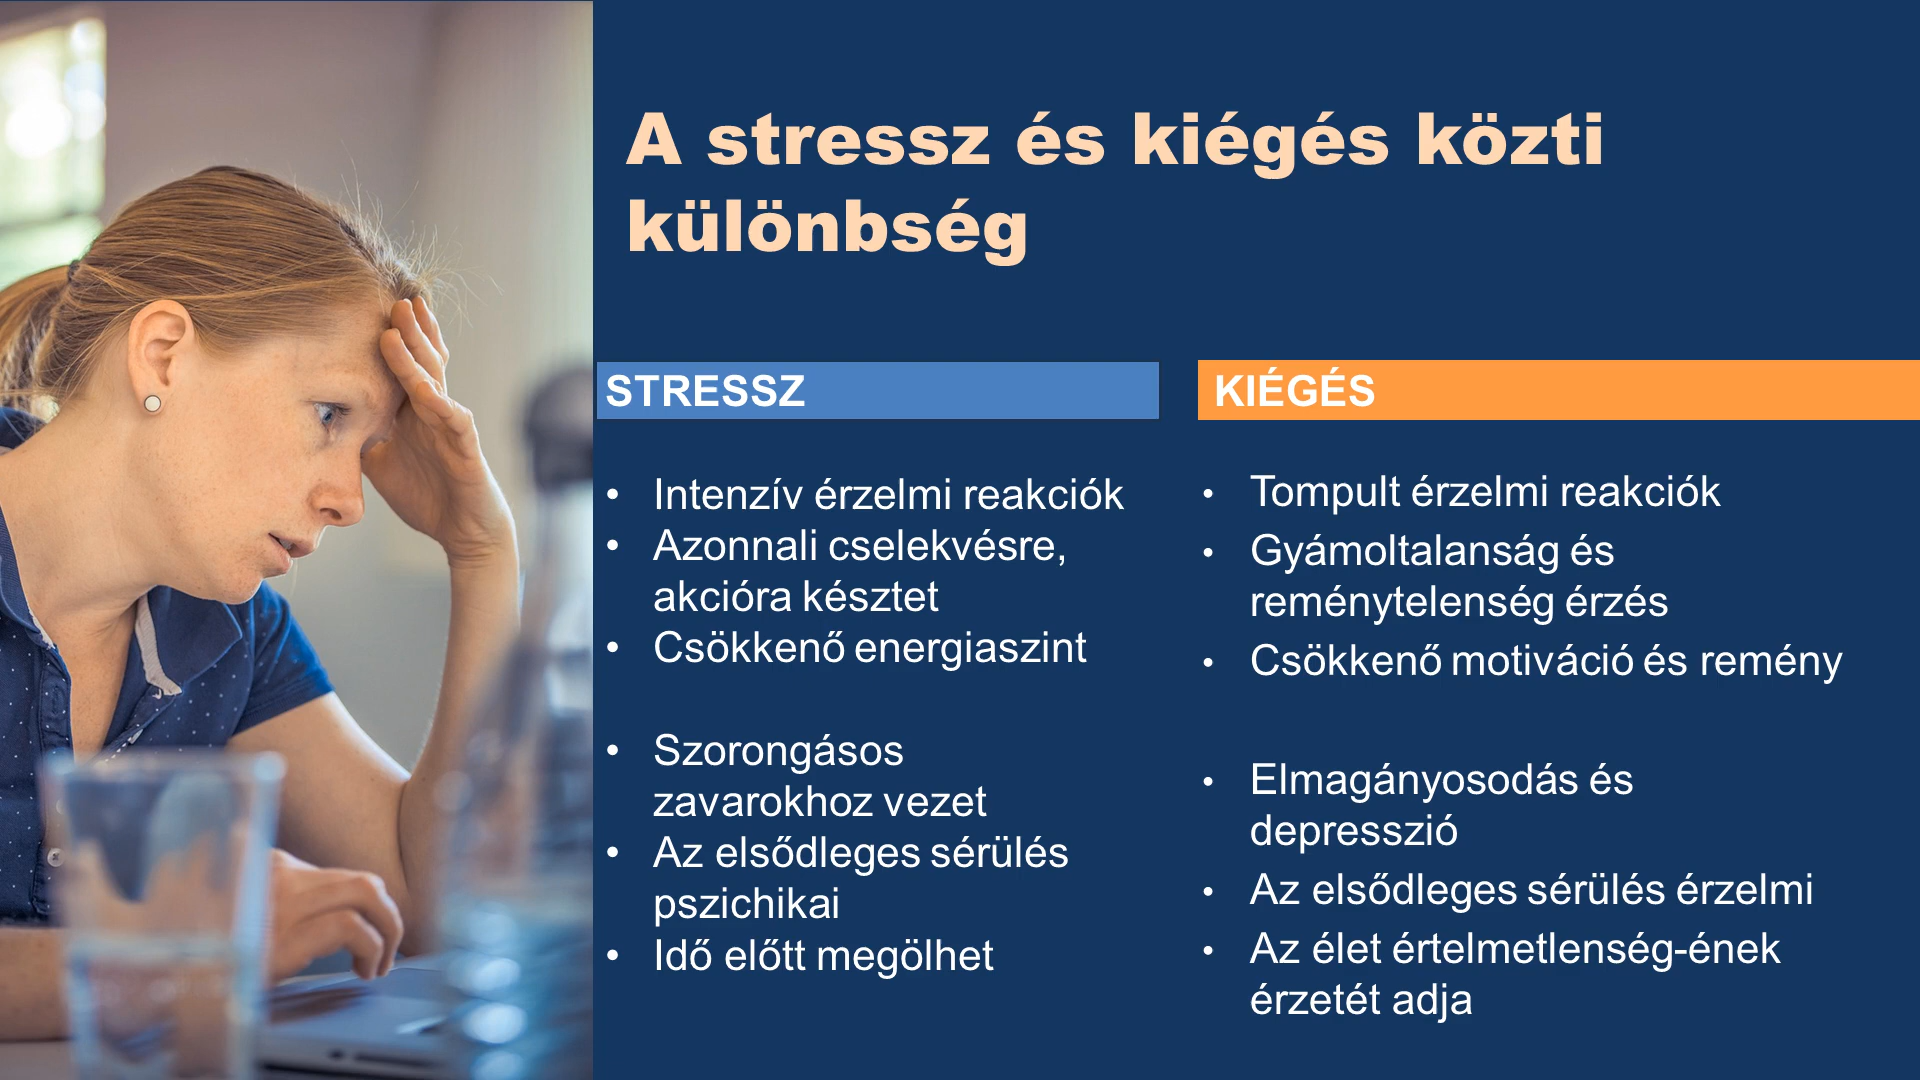 A stressz és kiégés közti
különbség
STRESSZ
• Intenzív érzelmi reakciók
• Azonnali cselekvésre,
akcióra késztet
• Csökkenő energiaszint
• Szorongásos
zavarokhoz vezet
• Az elsődleges sérülés
pszichikai
• Idő előtt megölhet
KIÉGÉS
• Tompult érzelmi reakciók
• Gyámoltalanság és
reménytelenség érzés
• Csökkenő motiváció és remény
• Elmagányosodás és
depresszió
• Az elsődleges sérülés érzelmi
• Az élet értelmetlenség-ének
érzetét adja